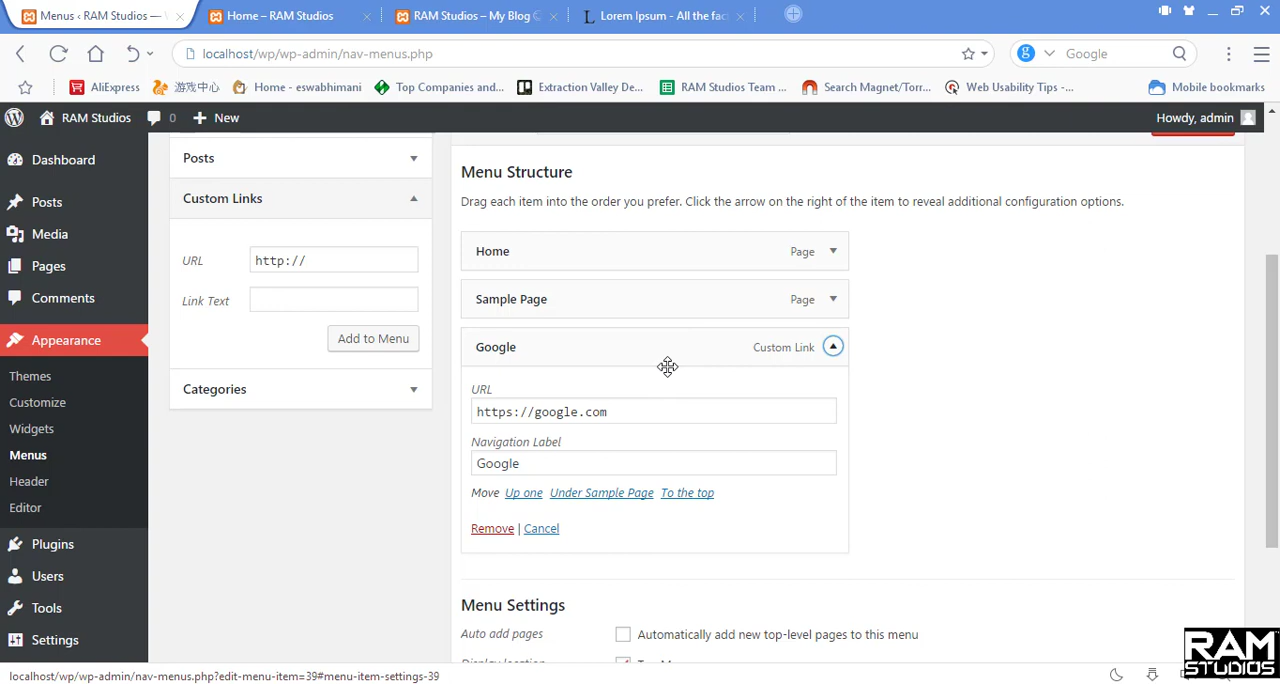 Menus ‹ RAM Studios —
Home – RAM Studios
RAM Studios – My Blog
Lorem Ipsum - All the fac
localhost/wp/wp-admin/nav-menus.php
Google
AliExpress
游戏中心
Home - eswabhimani
Top Companies and...
Extraction Valley De...
RAM Studios Team ...
Search Magnet/Torr...
Web Usability Tips -...
Mobile bookmarks
RAM Studios
0
New
Howdy, admin
Dashboard
Posts
Media
Pages
Comments
Appearance
Themes
Customize
Widgets
Menus
Header
Editor
Plugins
Users
Tools
Settings
Posts
Custom Links
URL
http://
Link Text
Add to Menu
Categories
Menu Structure
Drag each item into the order you prefer. Click the arrow on the right of the item to reveal additional configuration options.
Home Page
Sample Page Page
Google Custom Link
URL
https://google.com
Navigation Label
Google
Move Up one Under Sample Page To the top
Remove | Cancel
Menu Settings
Auto add pages
Automatically add new top-level pages to this menu
localhost/wp/wp-admin/nav-menus.php?edit-menu-item=39#menu-item-settings-39
RAM
STUDIOS